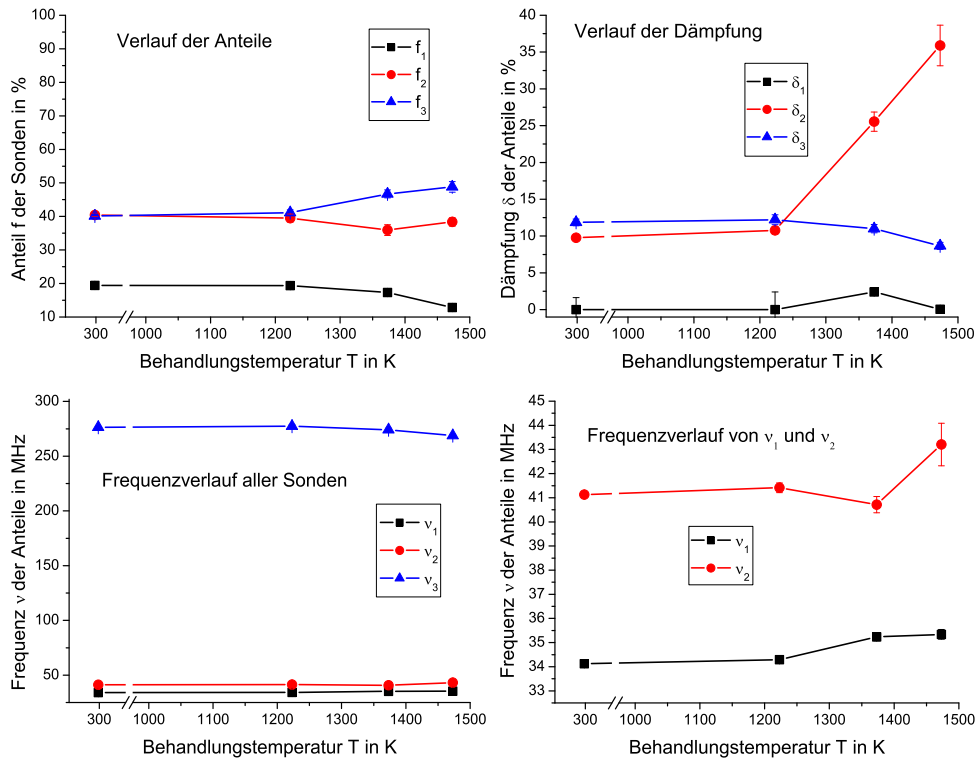 Verlauf der Anteile
f₁
f₂
f₃
Anteil f der Sonden in %
100
90
80
70
60
50
40
30
20
10
300 1000 1100 1200 1300 1400 1500
Behandlungstemperatur T in K
Verlauf der Dämpfung
δ₁
δ₂
δ₃
Dämpfung δ der Anteile in %
40
35
30
25
20
15
10
5
0
300 1000 1100 1200 1300 1400 1500
Behandlungstemperatur T in K
Frequenzverlauf aller Sonden
ν₁
ν₂
ν₃
Frequenz ν der Anteile in MHz
300
250
200
150
100
50
300 1000 1100 1200 1300 1400 1500
Behandlungstemperatur T in K
Frequenzverlauf von ν₁ und ν₂
ν₁
ν₂
Frequenz ν der Anteile in MHz
45
44
43
42
41
40
39
38
37
36
35
34
33
300 1000 1100 1200 1300 1400 1500
Behandlungstemperatur T in K